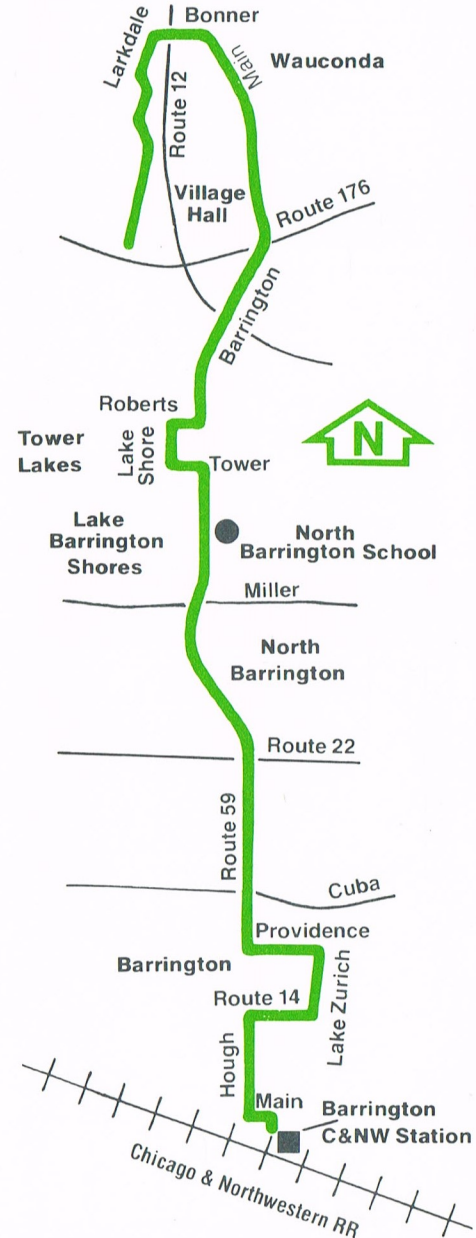 Bonner
Larkdale
Main
Wauconda
Route 12
Village
Hall
Route 176
Barrington
Roberts
Tower
Lakes
Lake
Shore
Tower
N
Lake
Barrington
Shores
North
Barrington School
Miller
North
Barrington
Route 22
Route 59
Cuba
Providence
Barrington
Route 14
Lake Zurich
Hough
Main
Barrington
C&NW Station
Chicago & Northwestern RR